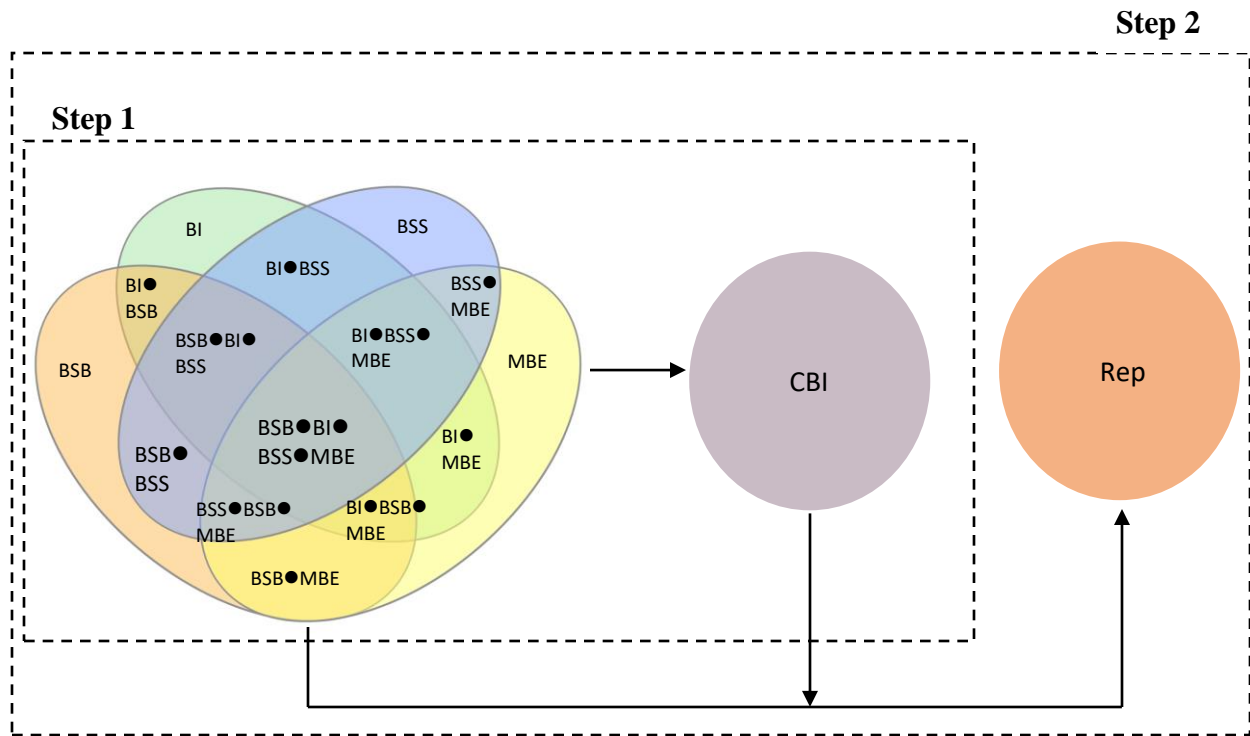 Step 2
Step 1
BI
BSS
BI●BSS
BI●
BSB
BSS●
MBE
BSB●BI●
BSS
BI●BSS●
MBE
BSB
MBE
CBI
Rep
BSB●BI●
BSS●MBE
BI●
MBE
BSB●
BSS
BSS●BSB●
MBE
BI●BSB●
MBE
BSB●MBE